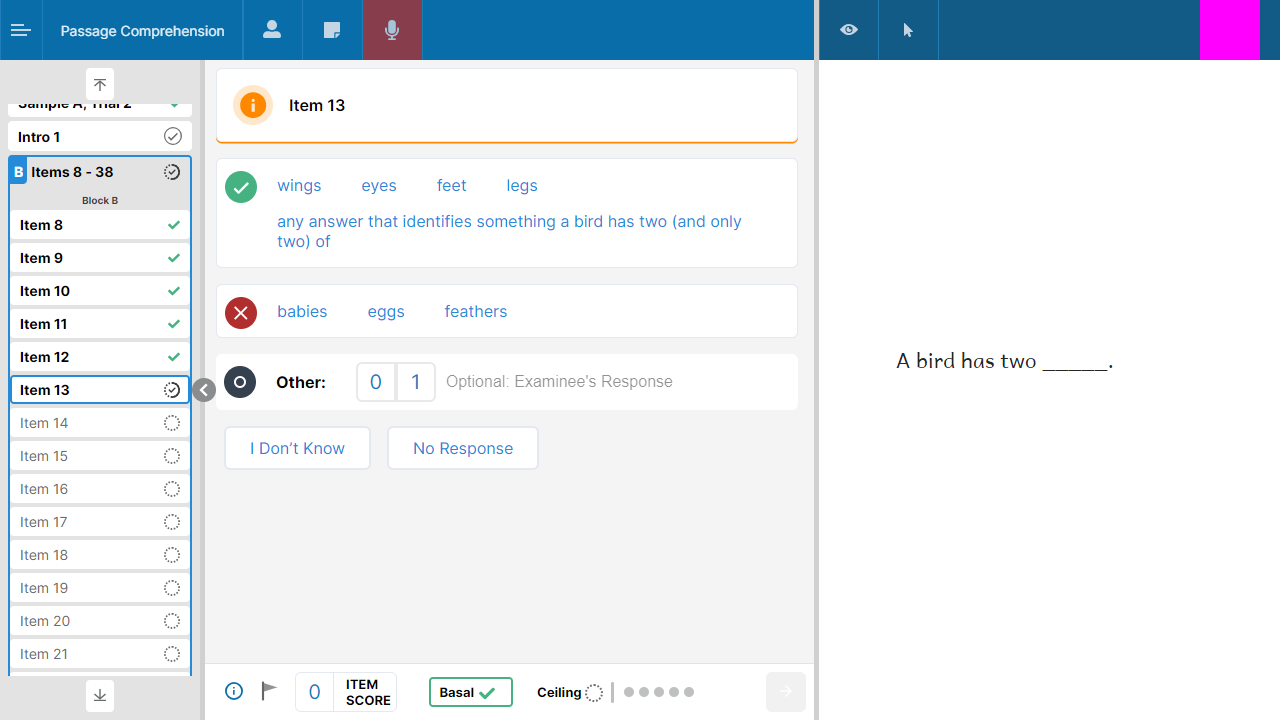 Passage Comprehension
Sample A, Trial 2
Intro 1
B Items 8 - 38
Block B
Item 8
Item 9
Item 10
Item 11
Item 12
Item 13
Item 14
Item 15
Item 16
Item 17
Item 18
Item 19
Item 20
Item 21
Item 13
wings eyes feet legs
any answer that identifies something a bird has two (and only
two) of
babies eggs feathers
Other: 0 1 Optional: Examinee's Response
I Don’t Know No Response
0 ITEM
SCORE
Basal
Ceiling
A bird has two _____.